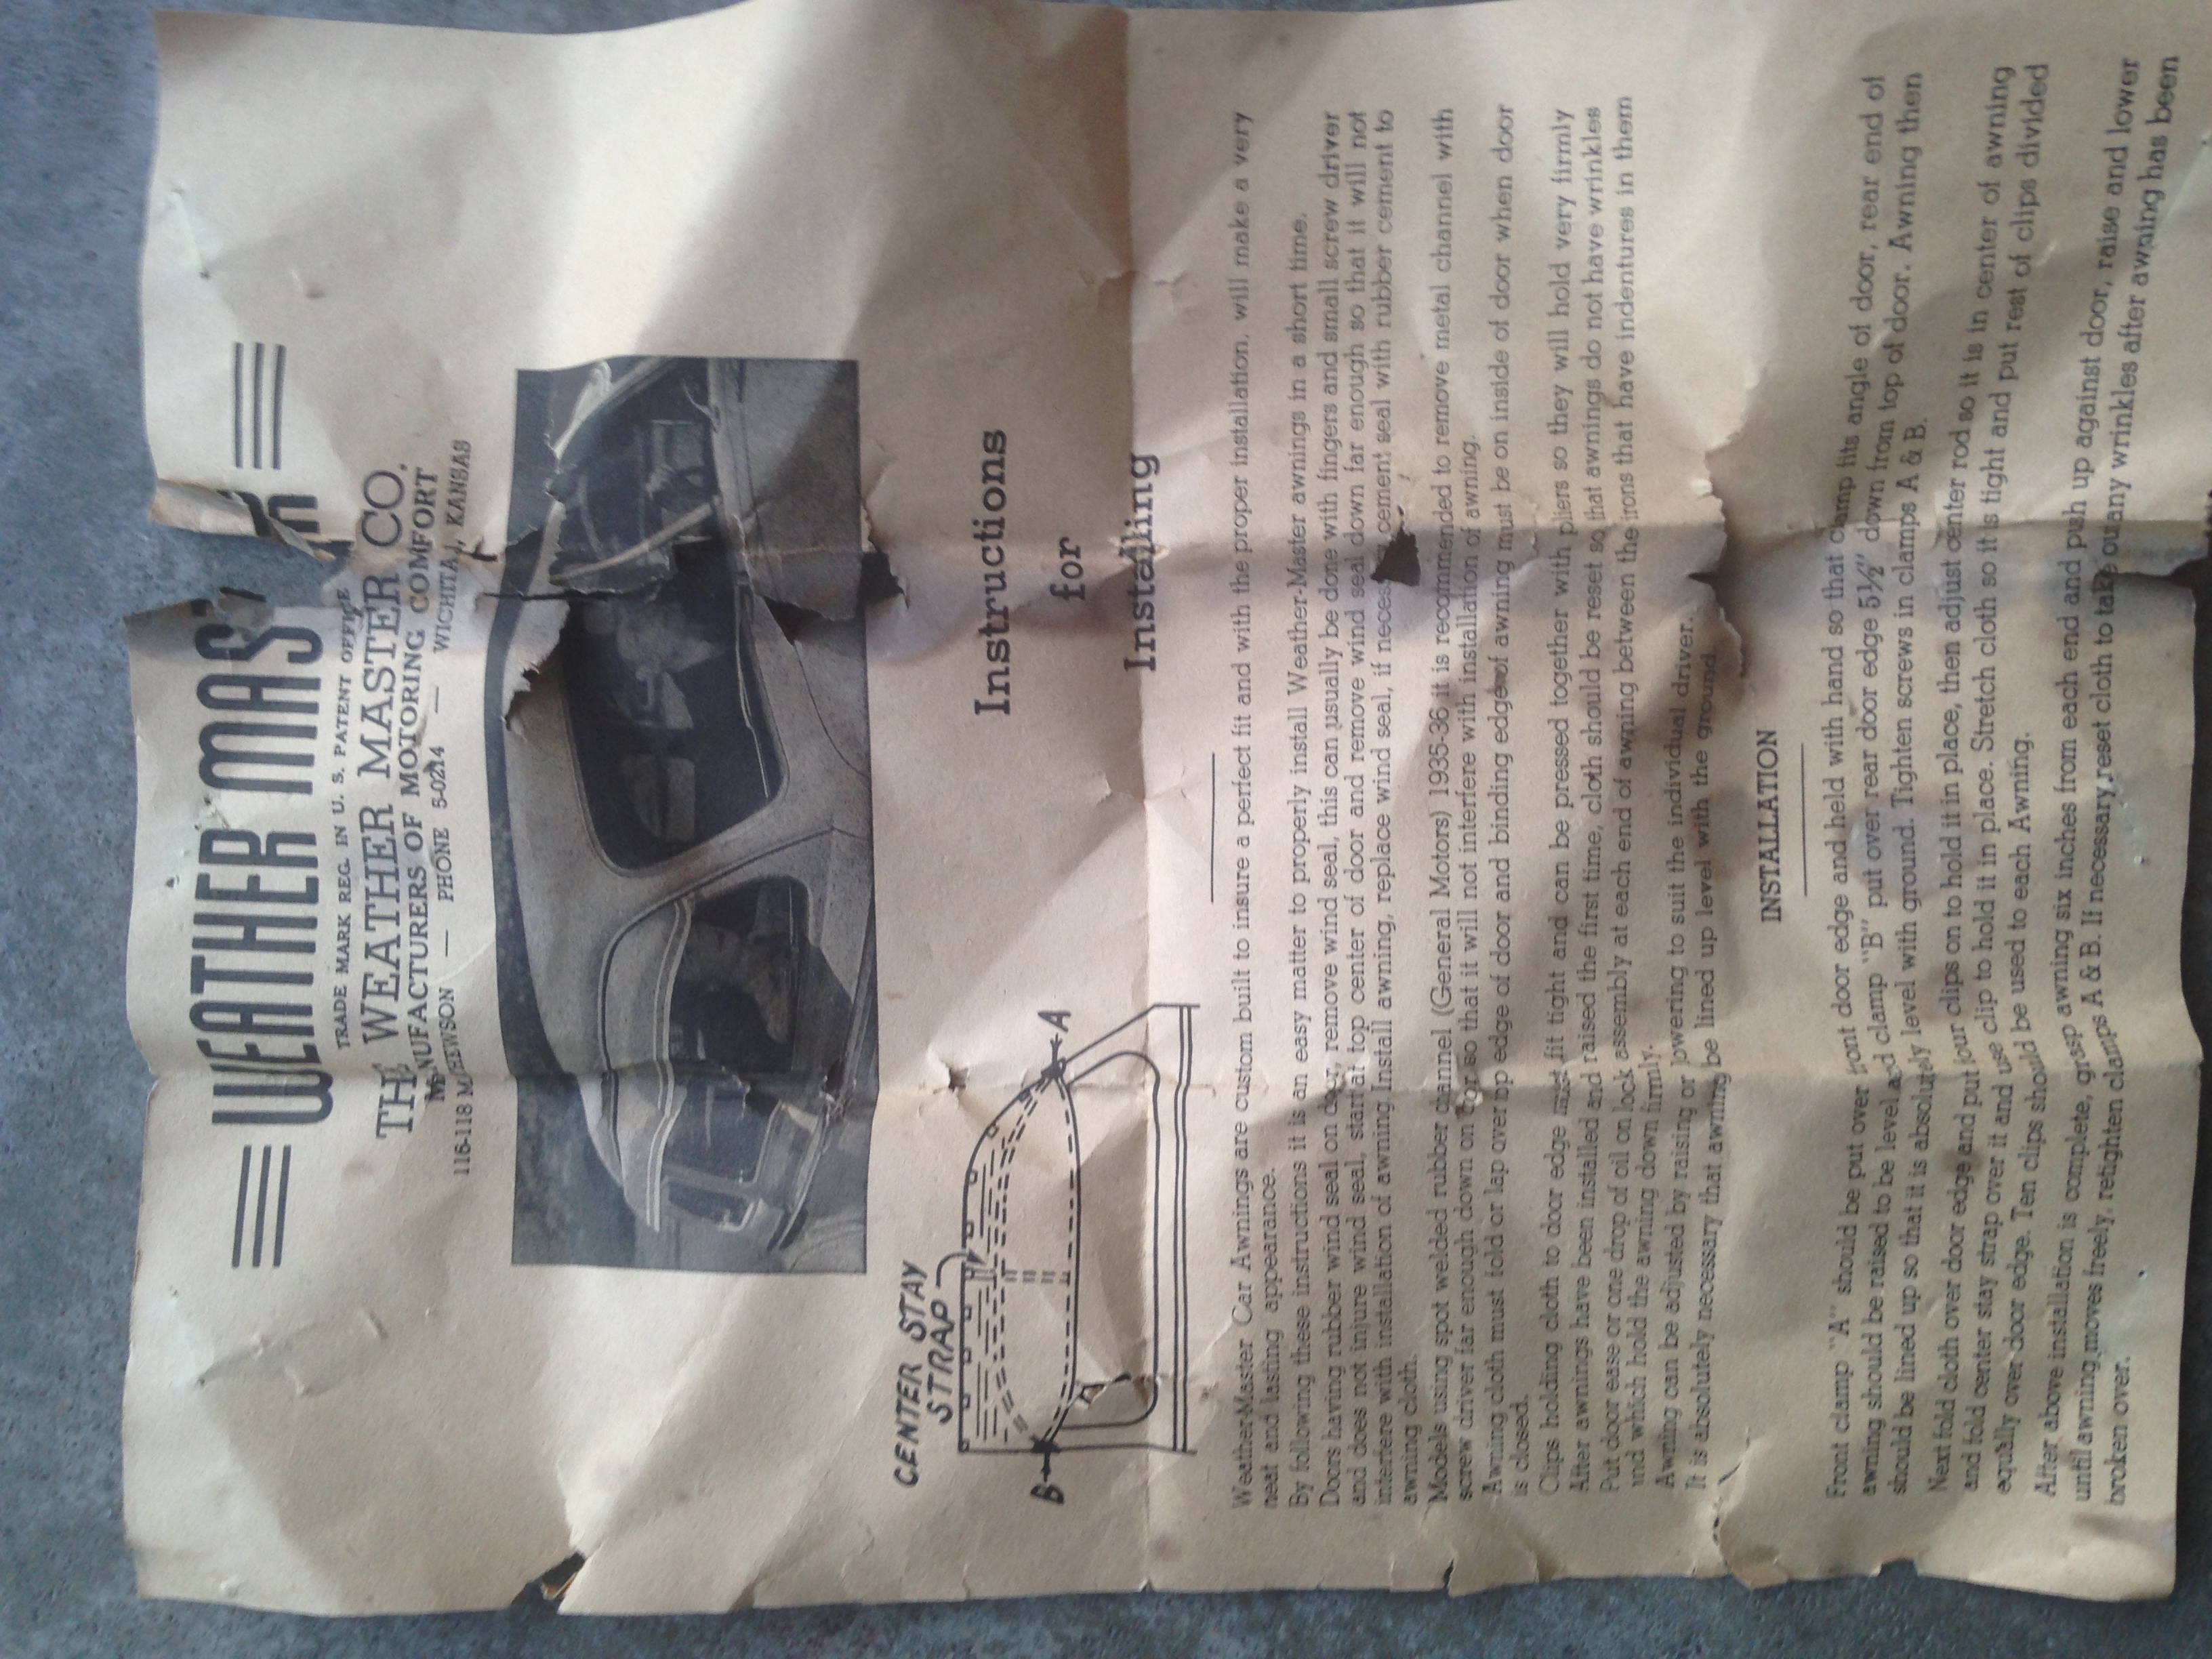 WEATHER MAS
TRADE MARK REG. IN U. S. PATENT OFFICE
THE WEATHER MASTER CO.
MANUFACTURERS OF MOTORING COMFORT
116-118 MATHEWSON — PHONE 5-0214 — WICHITA, KANSAS
CENTER STAY
STRAP
B
A
Instructions
for
Installing
Weather-Master Car Awnings are custom built to insure a perfect fit and with the proper installation, will make a very
neat and lasting appearance.
By following these instructions it is an easy matter to properly install Weather-Master awnings in a short time.
Doors having rubber wind seal on door, remove wind seal, this can usually be done with fingers and small screw driver
and does not injure wind seal, start at top center of door and remove wind seal down far enough so that it will not
interfere with installation of awning. Install awning, replace wind seal, if necessary cement seal with rubber cement to
awning cloth.
Models using spot welded rubber channel (General Motors) 1935-36 it is recommended to remove metal channel with
screw driver far enough down on door so that it will not interfere with installation of awning.
Awning cloth must fold or lap over top edge of door and binding edge of awning must be on inside of door when door
is closed.
Clips holding cloth to door edge must fit tight and can be pressed together with pliers so they will hold very firmly
After awnings have been installed and raised the first time, cloth should be reset so that awnings do not have wrinkles
Put door ease or one drop of oil on lock assembly at each end of awning between the irons that have indentures in them
and which hold the awning down firmly.
Awning can be adjusted by raising or lowering to suit the individual driver.
It is absolutely necessary that awning be lined up level with the ground.
INSTALLATION
Front clamp "A" should be put over front door edge and held with hand so that clamp fits angle of door, rear end of
awning should be raised to be level and clamp "B" put over rear door edge 5½" down from top of door. Awning then
should be lined up so that it is absolutely level with ground. Tighten screws in clamps A & B.
Next fold cloth over door edge and put four clips on to hold it in place, then adjust center rod so it is in center of awning
and fold center stay strap over it and use clip to hold it in place. Stretch cloth so it is tight and put rest of clips divided
equally over door edge. Ten clips should be used to each Awning.
After above installation is complete, grasp awning six inches from each end and push up against door, raise and lower
until awning moves freely, retighten clamps A & B. If necessary reset cloth to take out any wrinkles after awning has been
broken over.